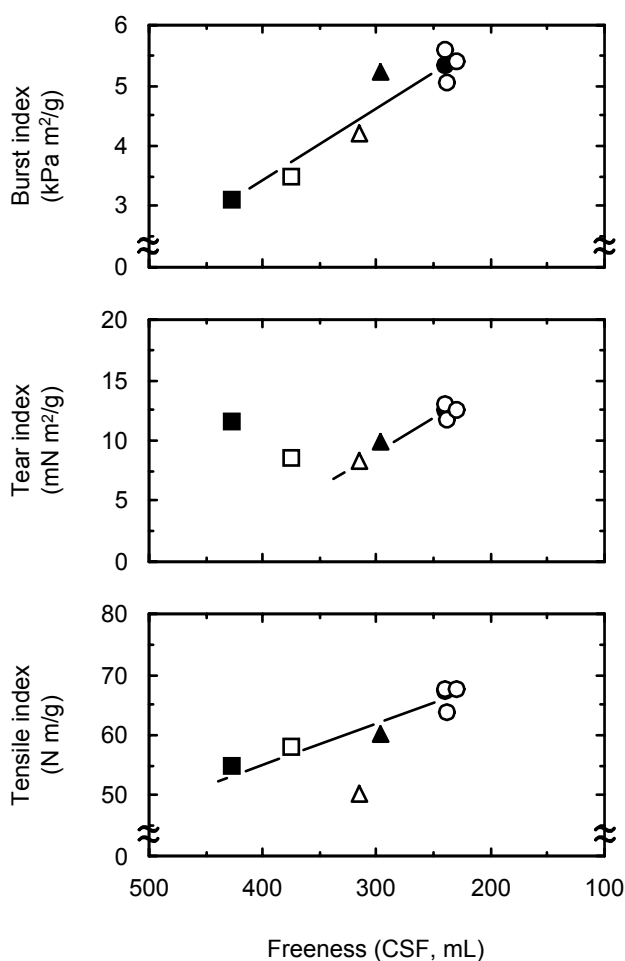 6
5
4
3
0
Burst index
(kPa m²/g)
20
15
10
5
0
Tear index
(mN m²/g)
80
70
60
50
0
Tensile index
(N m/g)
500 400 300 200 100
Freeness (CSF, mL)